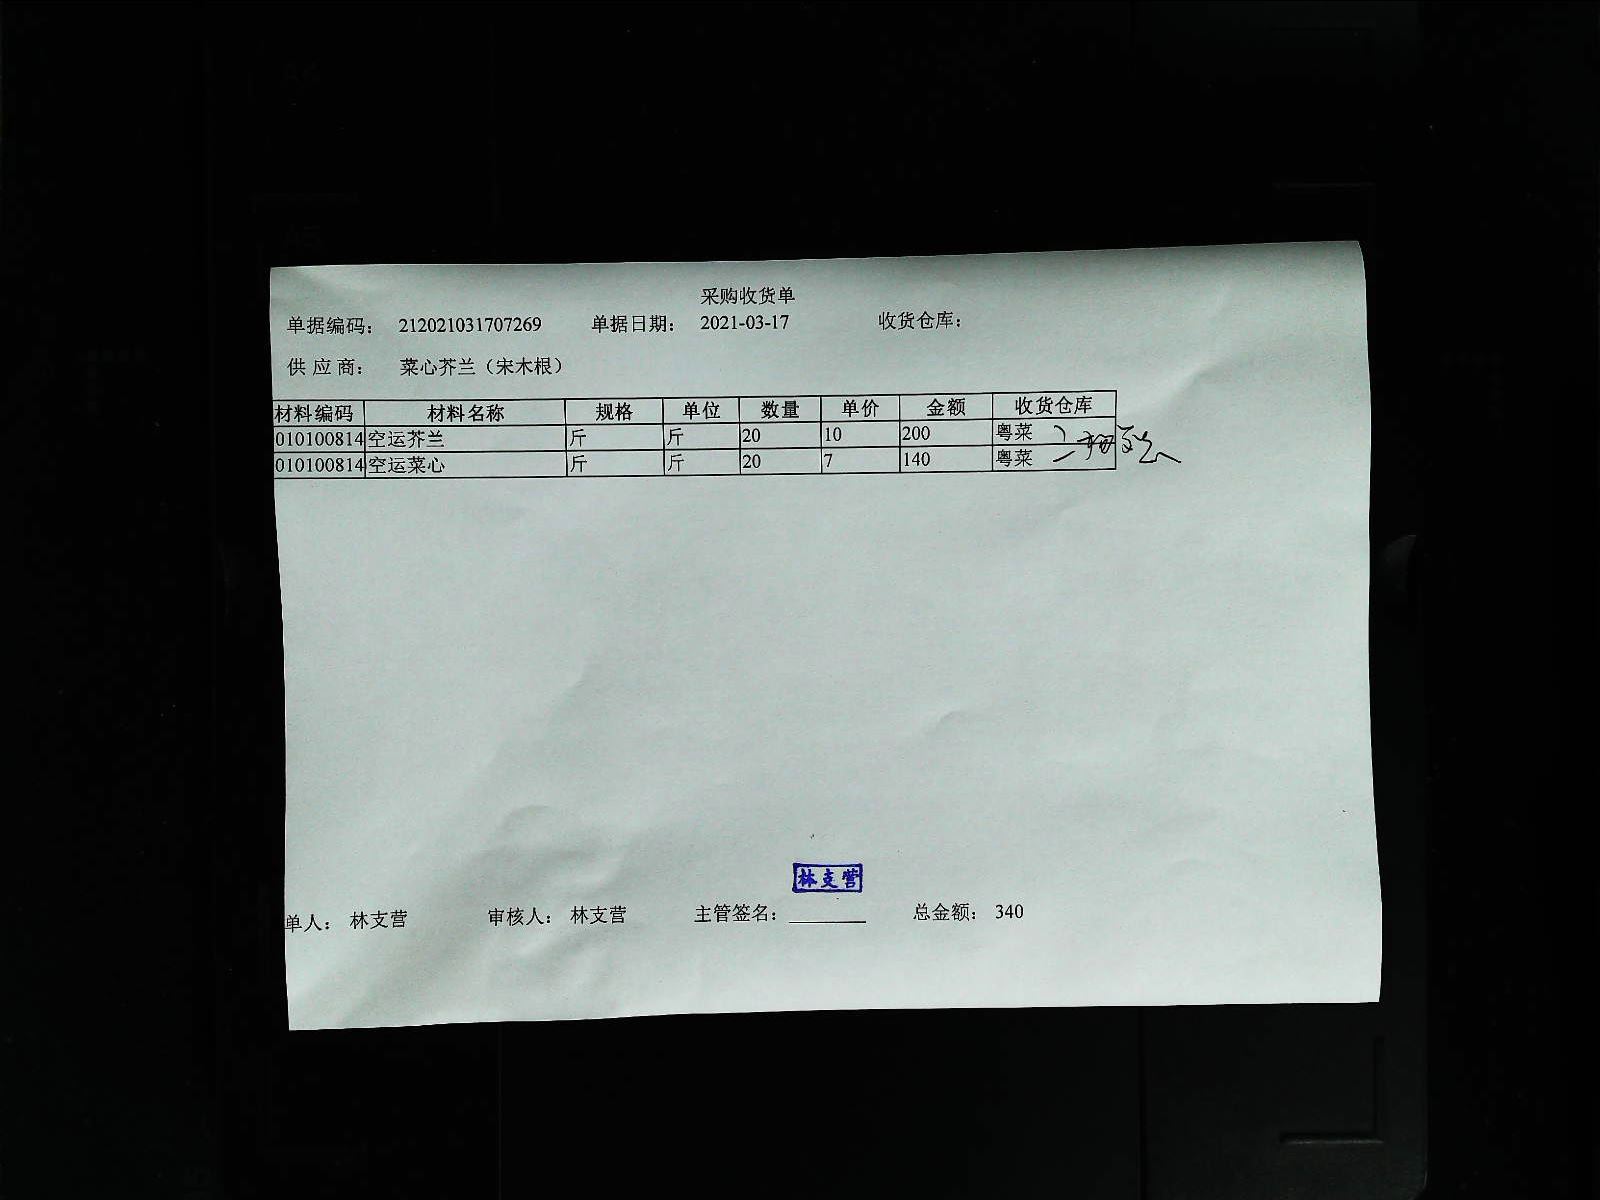 采购收货单
单据编码： 212021031707269 单据日期： 2021-03-17 收货仓库：
供 应 商： 菜心芥兰（宋木根）
材料编码 材料名称 规格 单位 数量 单价 金额 收货仓库
010100814 空运芥兰 斤 斤 20 10 200 粤菜
010100814 空运菜心 斤 斤 20 7 140 粤菜
林支营
单人： 林支营 审核人： 林支营 主管签名： 总金额： 340